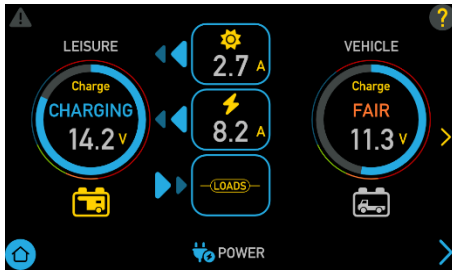 LEISURE
Charge
CHARGING
14.2 V
2.7 A
8.2 A
LOADS
VEHICLE
Charge
FAIR
11.3 V
?
POWER